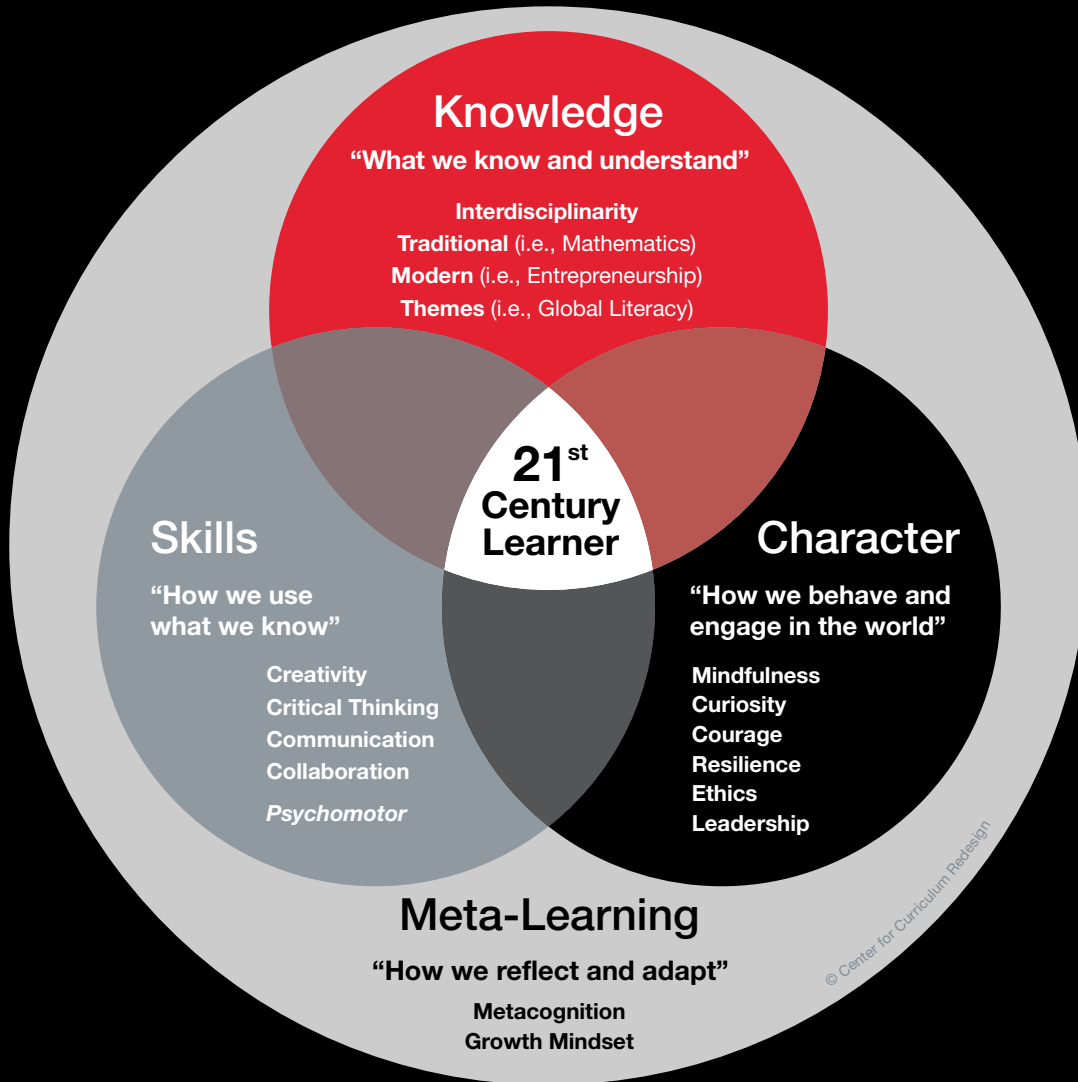 Knowledge
“What we know and understand”
Interdisciplinarity
Traditional (i.e., Mathematics)
Modern (i.e., Entrepreneurship)
Themes (i.e., Global Literacy)
21st
Century
Learner
Skills
“How we use
what we know”
Creativity
Critical Thinking
Communication
Collaboration
Psychomotor
Character
“How we behave and
engage in the world”
Mindfulness
Curiosity
Courage
Resilience
Ethics
Leadership
Meta-Learning
“How we reflect and adapt”
Metacognition
Growth Mindset
© Center for Curriculum Redesign